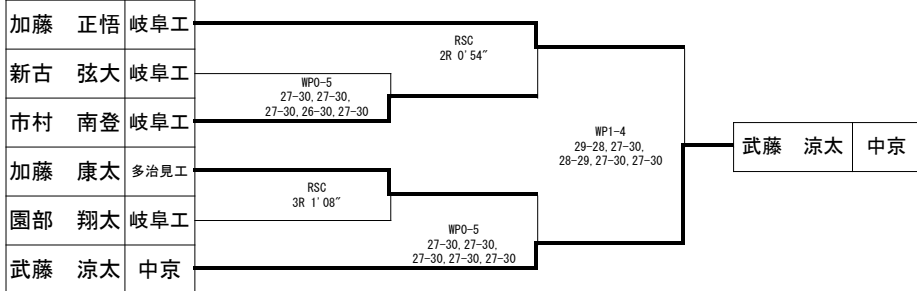 加藤 正悟 岐阜工
新古 弦大 岐阜工
市村 南登 岐阜工
加藤 康太 多治見工
園部 翔太 岐阜工
武藤 涼太 中京
WP0-5
27-30, 27-30,
27-30, 26-30, 27-30
RSC
3R 1'08"
RSC
2R 0'54"
WP0-5
27-30, 27-30,
27-30, 27-30, 27-30
WP1-4
29-28, 27-30,
28-29, 27-30, 27-30
武藤 涼太 中京